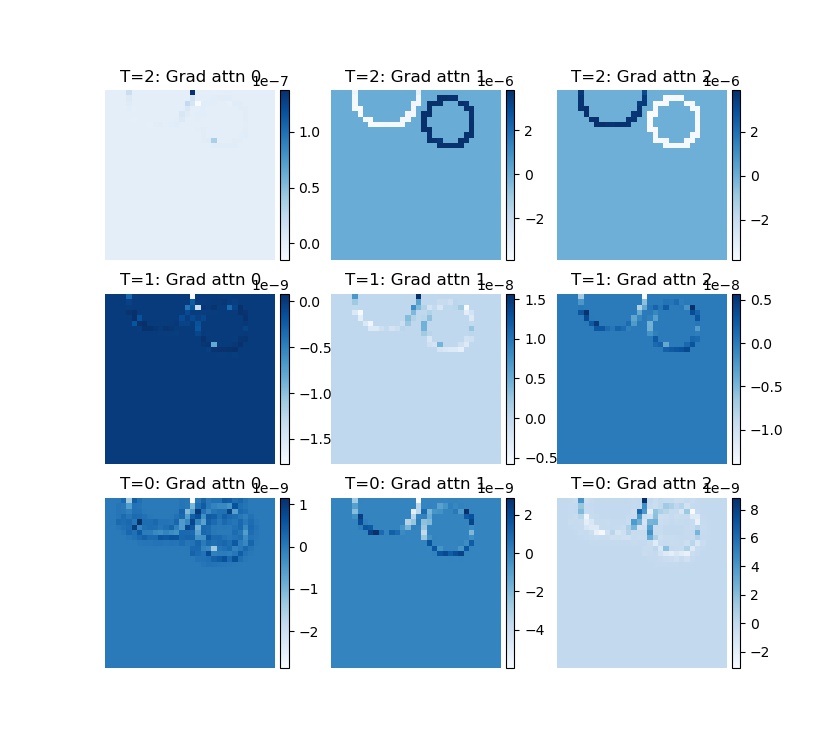 T=2: Grad attn 0
1e−7
1.0
0.5
0.0
T=2: Grad attn 1
1e−6
2
0
−2
T=2: Grad attn 2
1e−6
2
0
−2
T=1: Grad attn 0
1e−9
0.0
−0.5
−1.0
−1.5
T=1: Grad attn 1
1e−8
1.5
1.0
0.5
0.0
−0.5
T=1: Grad attn 2
1e−8
0.5
0.0
−0.5
−1.0
T=0: Grad attn 0
1e−9
1
0
−1
−2
T=0: Grad attn 1
1e−9
2
0
−2
−4
T=0: Grad attn 2
1e−9
8
6
4
2
0
−2